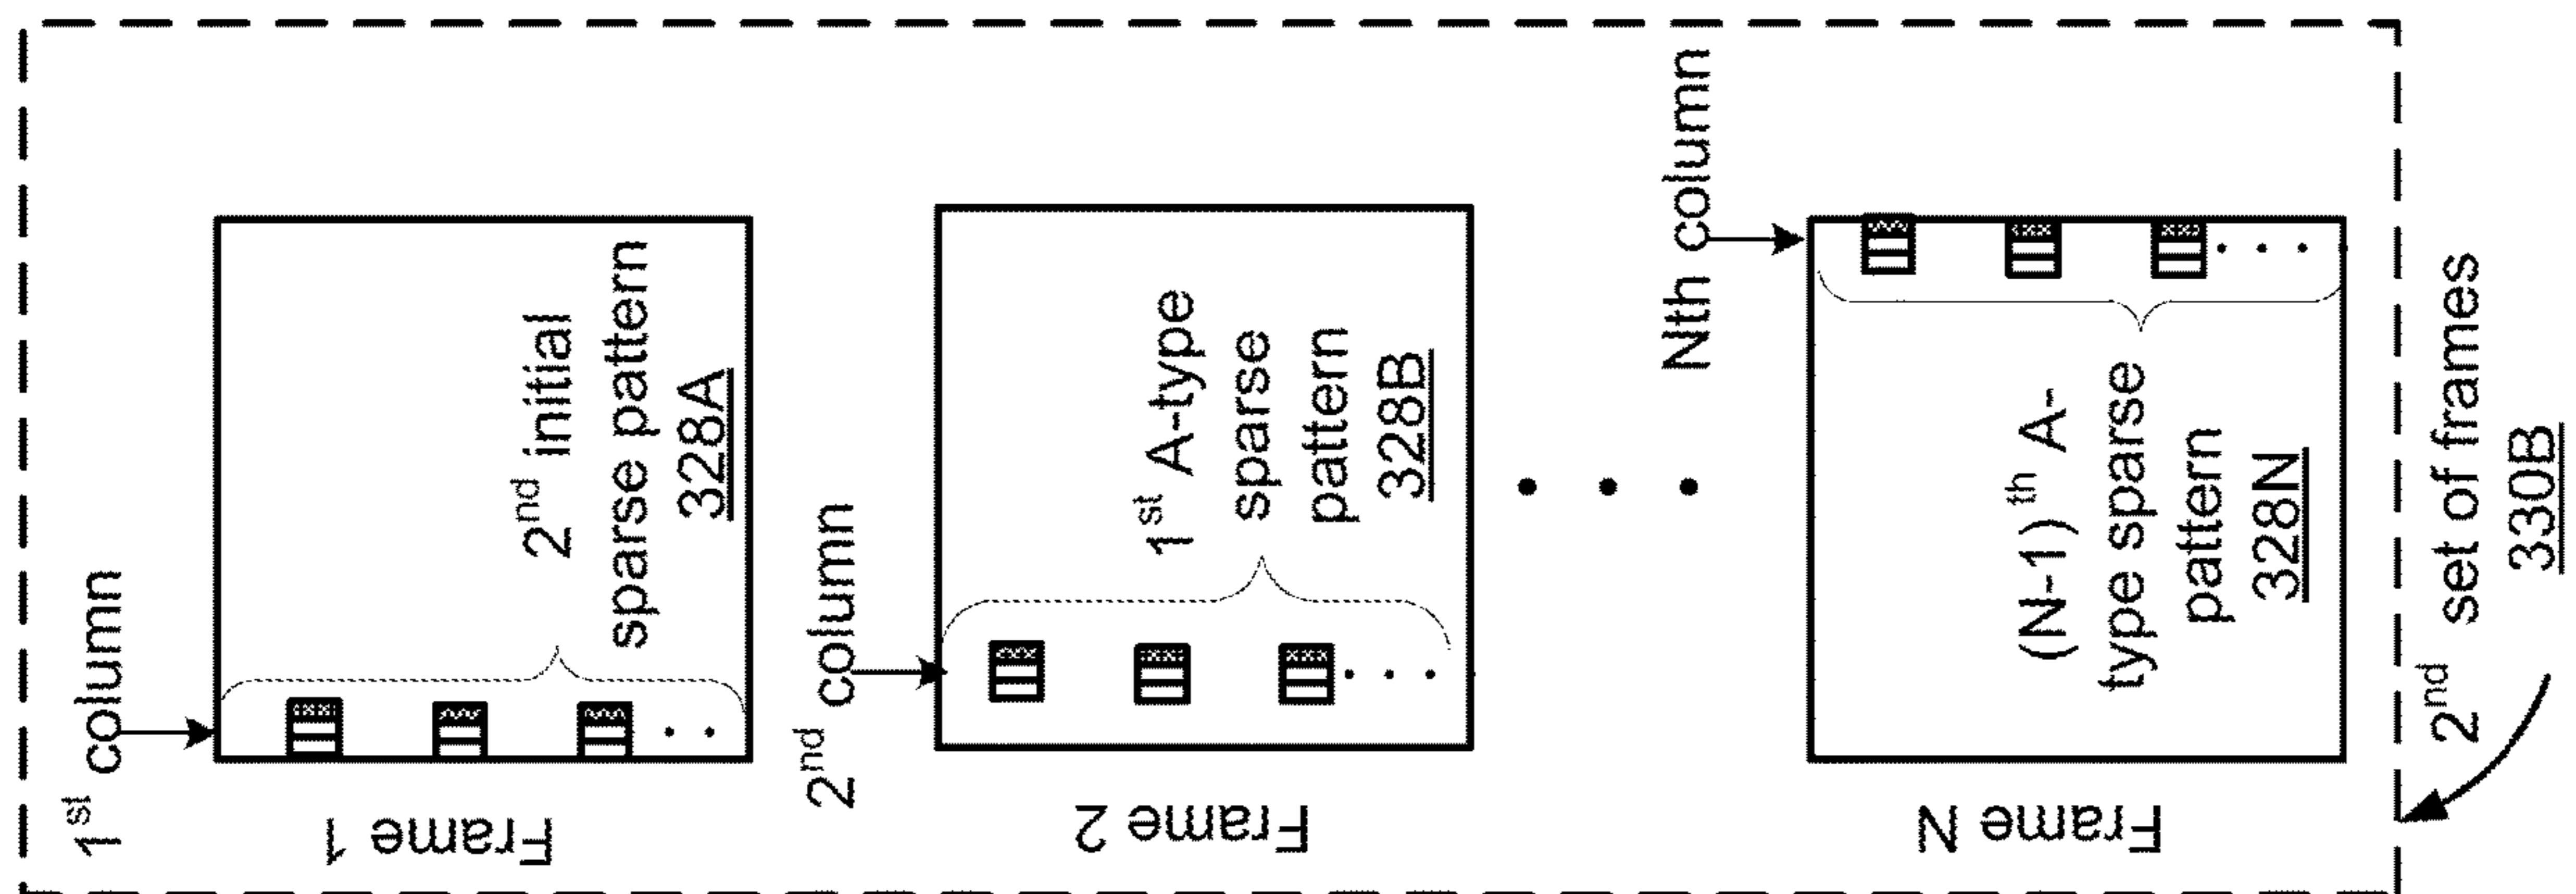 1st column
Frame 1
2nd initial
sparse pattern
328A
2nd column
Frame 2
1st A-type
sparse
pattern
328B
Nth column
Frame N
(N-1)th A-
type sparse
pattern
328N
2nd set of frames
330B